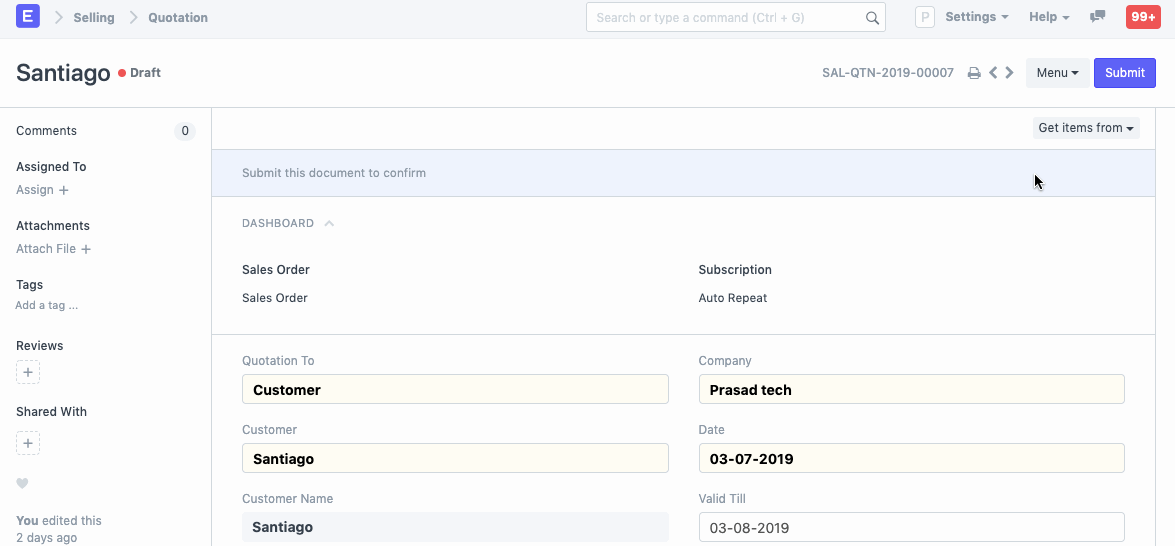 E Selling Quotation Search or type a command (Ctrl + G) P Settings Help 99+
Santiago Draft SAL-QTN-2019-00007 Menu Submit
Comments 0
Get items from
Assigned To
Assign +
Attachments
Attach File +
Tags
Add a tag ...
Reviews
+
Shared With
+
You edited this
2 days ago
Submit this document to confirm
DASHBOARD
Sales Order Subscription
Sales Order Auto Repeat
Quotation To Company
Customer Prasad tech
Customer Date
Santiago 03-07-2019
Customer Name Valid Till
Santiago 03-08-2019